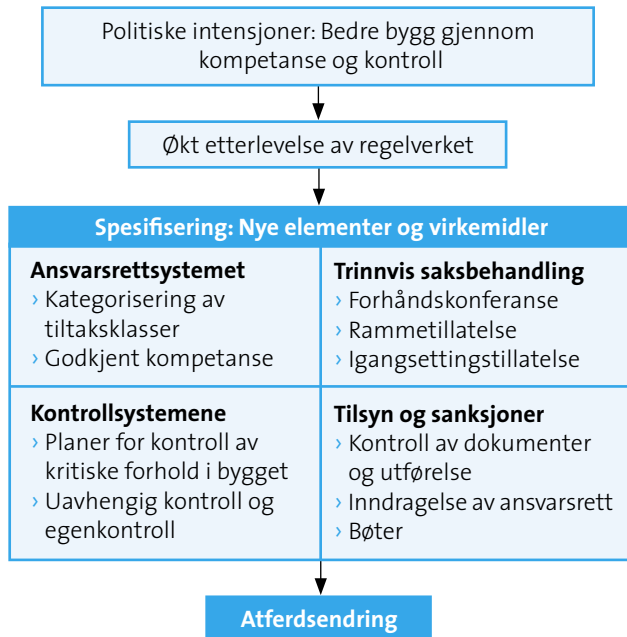 Politiske intensjoner: Bedre bygg gjennom
kompetanse og kontroll
Økt etterlevelse av regelverket
Spesifisering: Nye elementer og virkemidler
Ansvarsrettsystemet
› Kategorisering av
tiltaksklasser
› Godkjent kompetanse
Trinnvis saksbehandling
› Forhåndskonferanse
› Rammetillatelse
› Igangsettingstillatelse
Kontrollsystemene
› Planer for kontroll av
kritiske forhold i bygget
› Uavhengig kontroll og
egenkontroll
Tilsyn og sanksjoner
› Kontroll av dokumenter
og utførelse
› Inndragelse av ansvarsrett
› Bøter
Atferdsendring